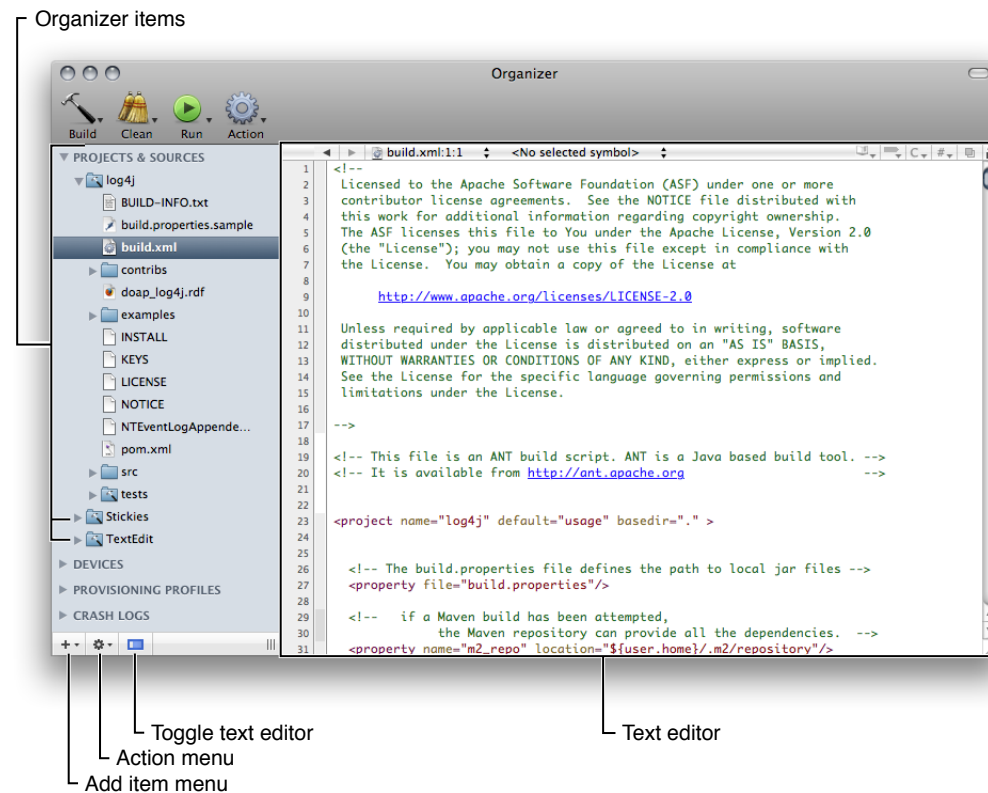 Organizer items
Organizer
Build Clean Run Action
PROJECTS & SOURCES
log4j
BUILD-INFO.txt
build.properties.sample
build.xml
contribs
doap_log4j.rdf
examples
INSTALL
KEYS
LICENSE
NOTICE
NTEventLogAppende...
pom.xml
src
tests
Stickies
TextEdit
DEVICES
PROVISIONING PROFILES
CRASH LOGS
build.xml:1:1 <No selected symbol> C #
1 <!--
2 Licensed to the Apache Software Foundation (ASF) under one or more
3 contributor license agreements.  See the NOTICE file distributed with
4 this work for additional information regarding copyright ownership.
5 The ASF licenses this file to You under the Apache License, Version 2.0
6 (the "License"); you may not use this file except in compliance with
7 the License.  You may obtain a copy of the License at
8
9 http://www.apache.org/licenses/LICENSE-2.0
10
11 Unless required by applicable law or agreed to in writing, software
12 distributed under the License is distributed on an "AS IS" BASIS,
13 WITHOUT WARRANTIES OR CONDITIONS OF ANY KIND, either express or implied.
14 See the License for the specific language governing permissions and
15 limitations under the License.
16
17 -->
18
19 <!-- This file is an ANT build script. ANT is a Java based build tool. -->
20 <!-- It is available from http://ant.apache.org -->
21
22
23 <project name="log4j" default="usage" basedir="." >
24
25
26 <!-- The build.properties file defines the path to local jar files -->
27 <property file="build.properties"/>
28
29 <!--   if a Maven build has been attempted,
30 the Maven repository can provide all the dependencies.  -->
31 <property name="m2_repo" location="${user.home}/.m2/repository"/>
Toggle text editor
Text editor
Action menu
Add item menu